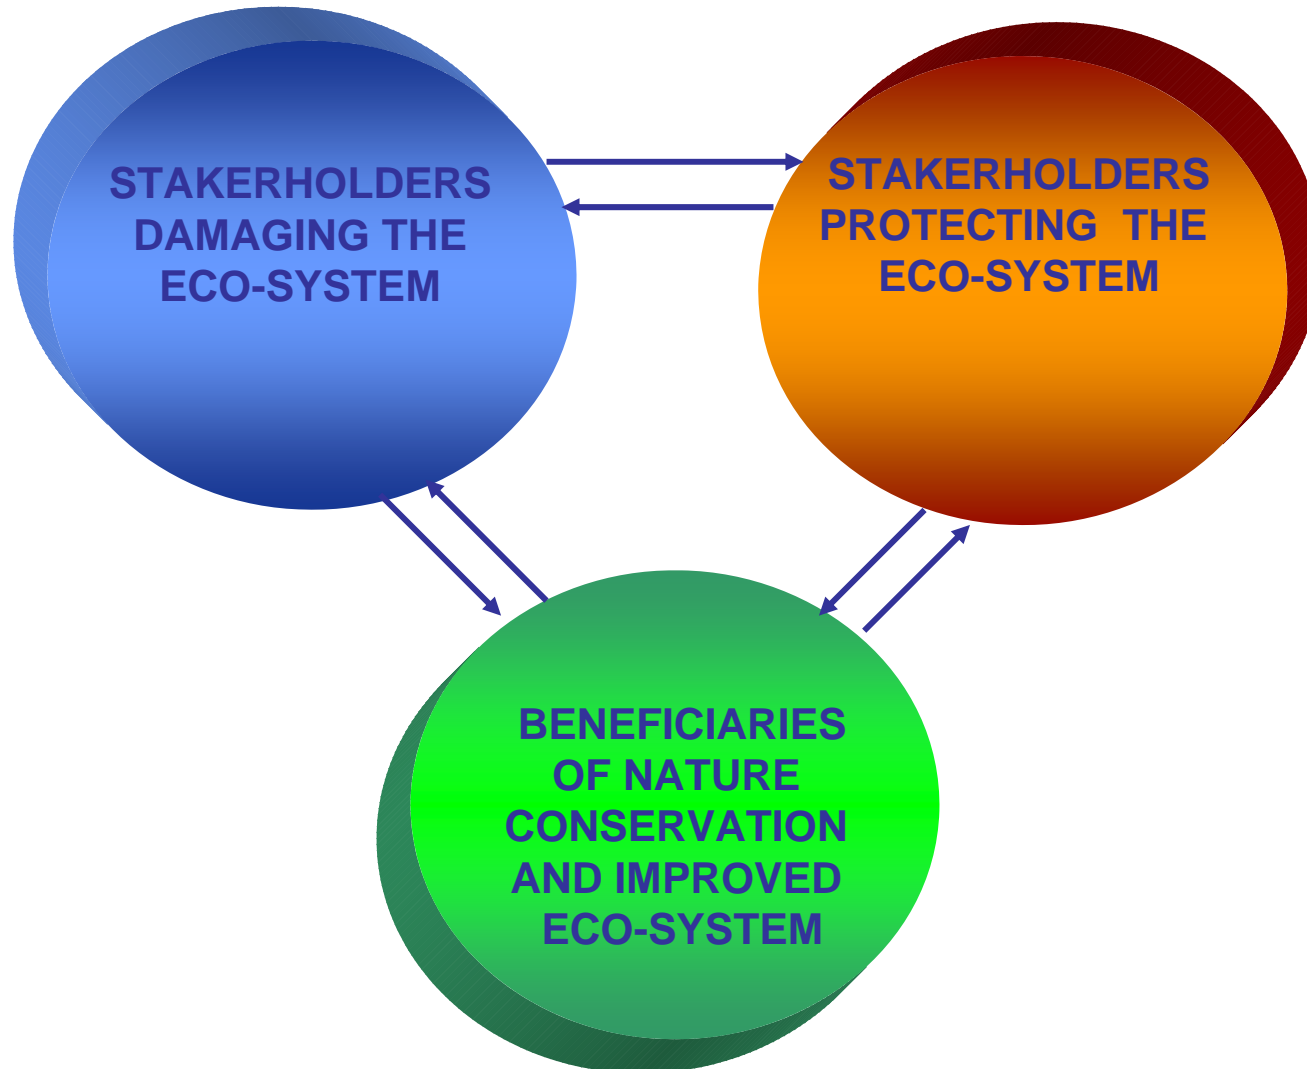 STAKERHOLDERS
DAMAGING THE
ECO-SYSTEM
STAKERHOLDERS
PROTECTING THE
ECO-SYSTEM
BENEFICIARIES
OF NATURE
CONSERVATION
AND IMPROVED
ECO-SYSTEM